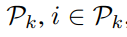 𝒫ₖ, i ∈ 𝒫ₖ,